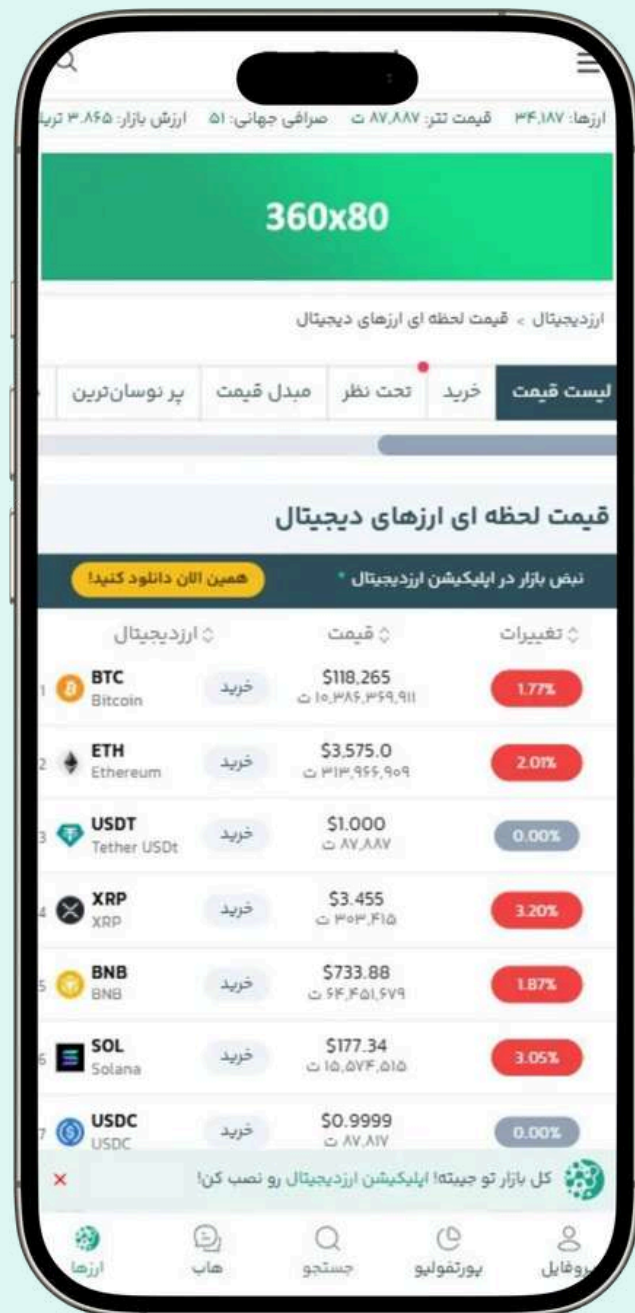 ارزها: ۳۴,۱۸۷ قیمت تتر: ۸۷,۸۸۷ ت صرافی جهانی: ۵۱ ارزش بازار: ۳.۸۶۵
360x80
ارزدیجیتال > قیمت لحظه ای ارزهای دیجیتال
لیست قیمت خرید تحت نظر مبدل قیمت پر نوسان‌ترین
قیمت لحظه ای ارزهای دیجیتال
نبض بازار در اپلیکیشن ارزدیجیتال همین الان دانلود کنید!
تغییرات قیمت ارزدیجیتال
1 BTC خرید $118,265 1.77%
Bitcoin ۱۰,۳۸۶,۳۶۹,۹۱۱ ت
2 ETH خرید $3,575.0 2.01%
Ethereum ۳۱۳,۹۶۶,۹۰۹ ت
3 USDT خرید $1.000 0.00%
Tether USDt ۸۷,۸۸۷ ت
4 XRP خرید $3.455 3.20%
XRP ۳۰۳,۴۱۵ ت
5 BNB خرید $733.88 1.87%
BNB ۶۴,۴۵۱,۶۷۹ ت
6 SOL خرید $177.34 3.05%
Solana ۱۵,۵۷۴,۵۱۵ ت
7 USDC خرید $0.9999 0.00%
USDC ۸۷,۸۱۷ ت
کل بازار تو جیبته! اپلیکیشن ارزدیجیتال رو نصب کن!
پروفایل پورتفولیو جستجو هاب ارزها